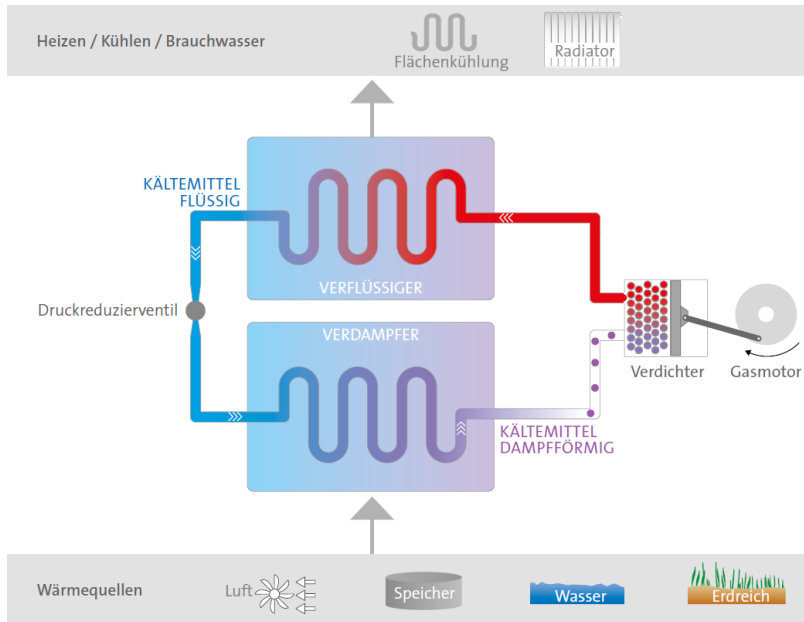 Heizen / Kühlen / Brauchwasser
Flächenkühlung
Radiator
KÄLTEMITTEL
FLÜSSIG
VERFLÜSSIGER
Druckreduzierventil
VERDAMPFER
Verdichter
Gasmotor
KÄLTEMITTEL
DAMPFFÖRMIG
Wärmequellen
Luft
Speicher
Wasser
Erdreich